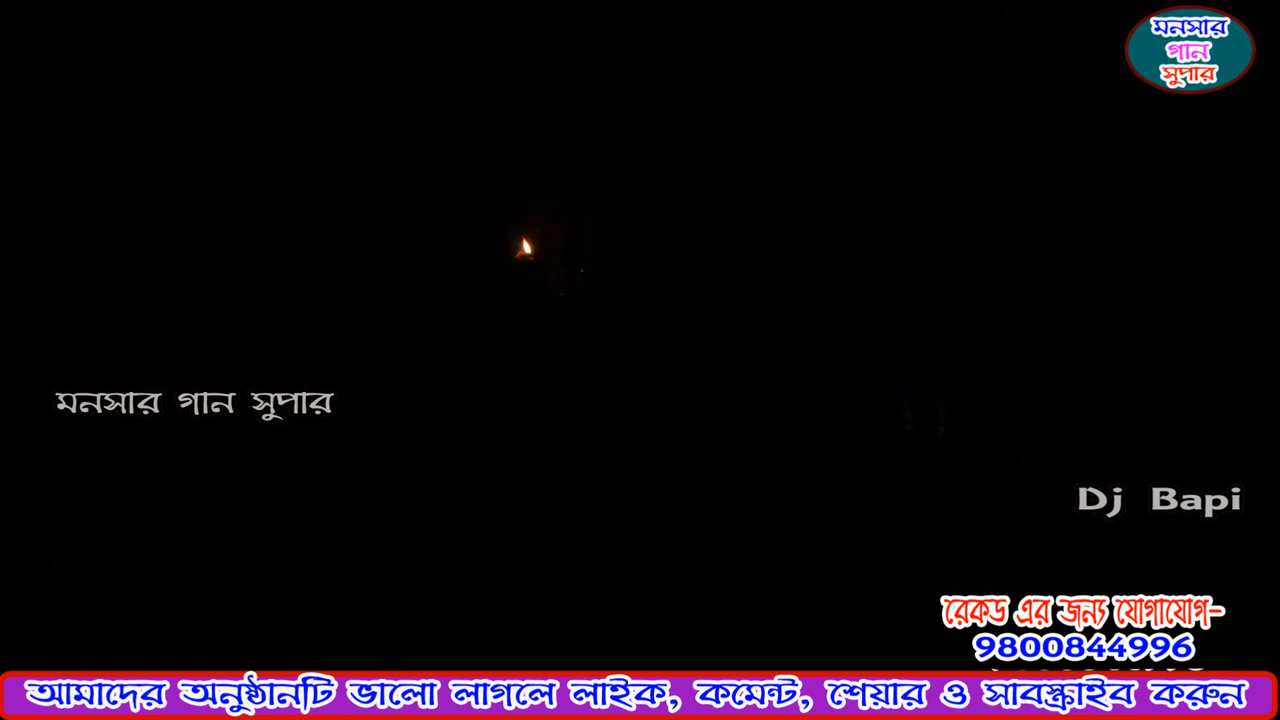 মনসার
গান
সুপার
মনসার গান সুপার
Dj Bapi
রেকড এর জন্য যোগাযোগ-
9800844996
আমাদের অনুষ্ঠানটি ভালো লাগলে লাইক, কমেন্ট, শেয়ার ও সাবস্ক্রাইব করুন